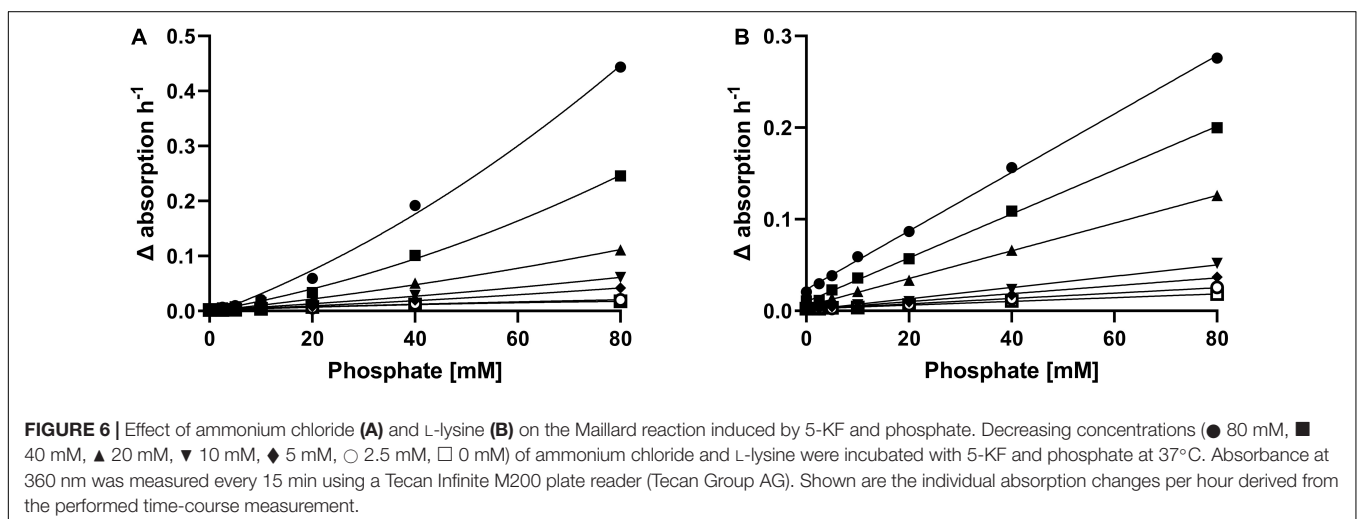 A
B
0.5
0.4
0.3
0.2
0.1
0.0
Δ absorption h⁻¹
0 20 40 60 80
Phosphate [mM]
0.3
0.2
0.1
0.0
Δ absorption h⁻¹
0 20 40 60 80
Phosphate [mM]
FIGURE 6 | Effect of ammonium chloride (A) and L-lysine (B) on the Maillard reaction induced by 5-KF and phosphate. Decreasing concentrations (● 80 mM, ■
40 mM, ▲ 20 mM, ▼ 10 mM, ◆ 5 mM, ○ 2.5 mM, □ 0 mM) of ammonium chloride and L-lysine were incubated with 5-KF and phosphate at 37°C. Absorbance at
360 nm was measured every 15 min using a Tecan Infinite M200 plate reader (Tecan Group AG). Shown are the individual absorption changes per hour derived from
the performed time-course measurement.